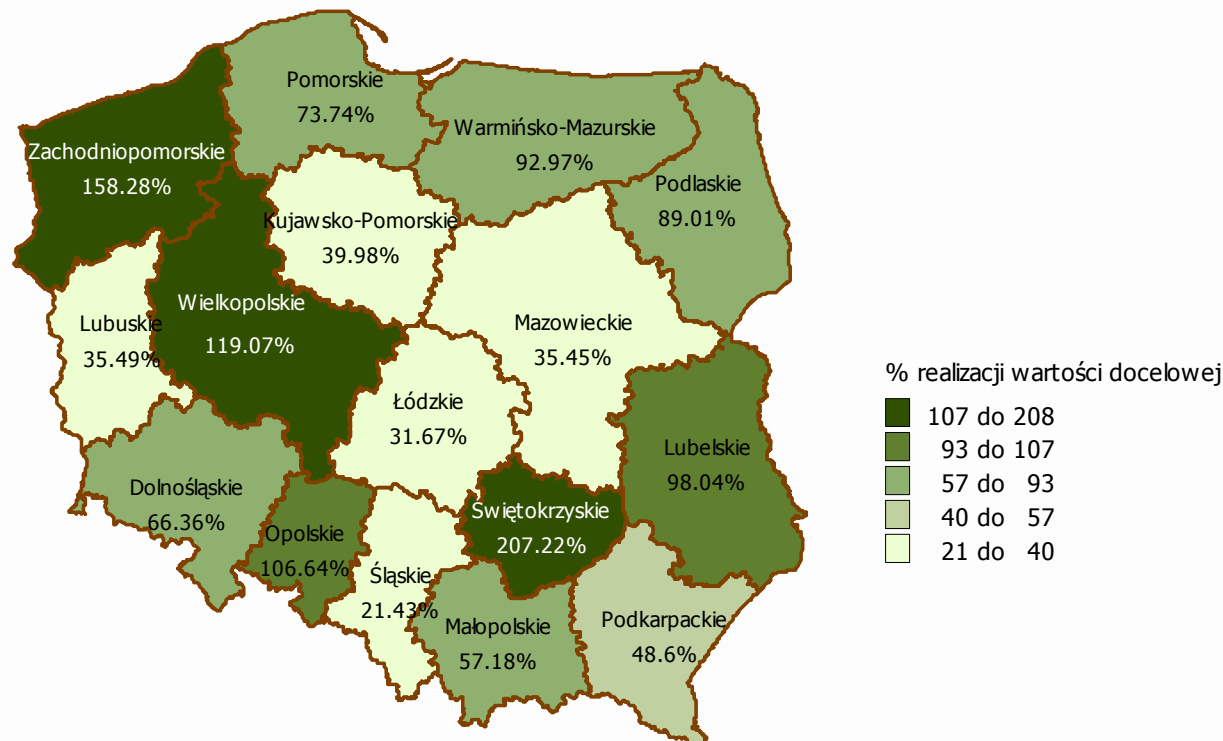 Pomorskie
73.74%
Warmińsko-Mazurskie
92.97%
Zachodniopomorskie
158.28%
Podlaskie
89.01%
Kujawsko-Pomorskie
39.98%
Wielkopolskie
119.07%
Lubuskie
35.49%
Mazowieckie
35.45%
Łódzkie
31.67%
Lubelskie
98.04%
Dolnośląskie
66.36%
Świętokrzyskie
207.22%
Opolskie
106.64%
Śląskie
21.43%
Małopolskie
57.18%
Podkarpackie
48.6%
% realizacji wartości docelowej
107 do 208
93 do 107
57 do 93
40 do 57
21 do 40